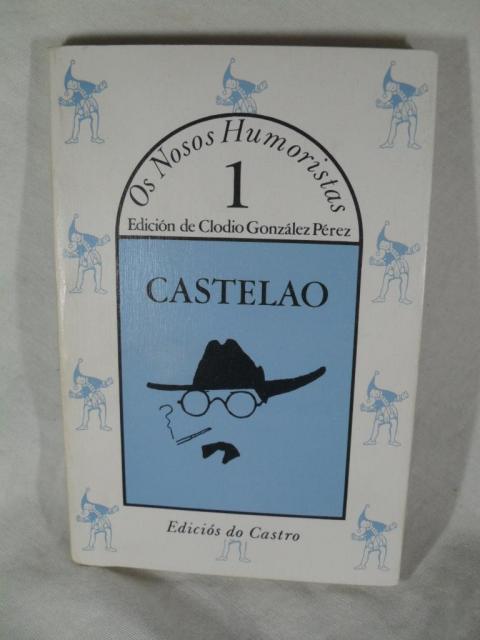 Os Nosos Humoristas
1
Edición de Clodio González Pérez
CASTELAO
Ediciós do Castro